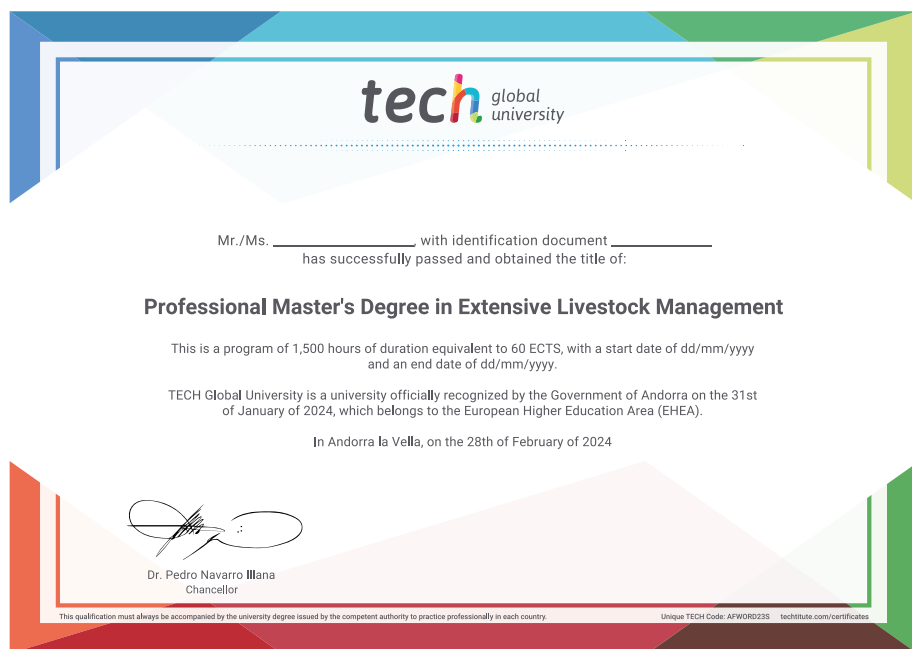 tech global university
Mr./Ms. ____________________, with identification document ______________
has successfully passed and obtained the title of:
Professional Master's Degree in Extensive Livestock Management
This is a program of 1,500 hours of duration equivalent to 60 ECTS, with a start date of dd/mm/yyyy
and an end date of dd/mm/yyyy.
TECH Global University is a university officially recognized by the Government of Andorra on the 31st
of January of 2024, which belongs to the European Higher Education Area (EHEA).
In Andorra la Vella, on the 28th of February of 2024
Dr. Pedro Navarro Illana
Chancellor
This qualification must always be accompanied by the university degree issued by the competent authority to practice professionally in each country.
Unique TECH Code: AFWORD23S techtitute.com/certificates